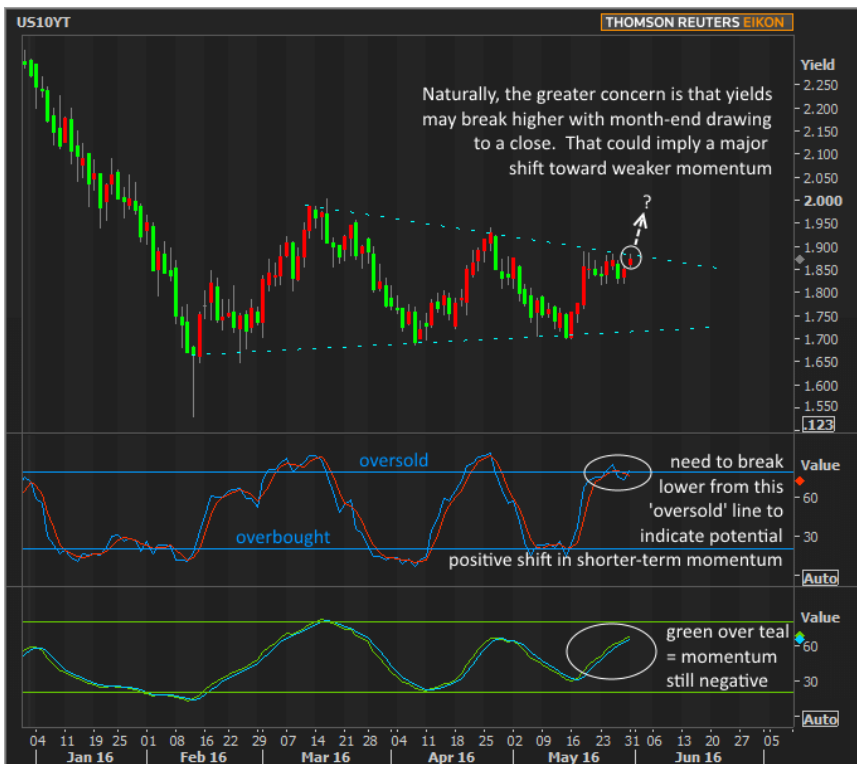 US10YT
THOMSON REUTERS EIKON
Yield
2.250
2.200
2.150
2.100
2.050
2.000
1.950
1.900
1.850
1.800
1.750
1.700
1.650
1.600
1.550
.123
Naturally, the greater concern is that yields
may break higher with month-end drawing
to a close. That could imply a major
shift toward weaker momentum
?
oversold
overbought
need to break
lower from this
'oversold' line to
indicate potential
positive shift in shorter-term momentum
Value
60
30
Auto
green over teal
= momentum
still negative
Value
60
30
Auto
04 11 19 25 01 08 16 22 29 07 14 21 28 04 11 18 25 02 09 16 23 31 06 13 20 27 05
Jan 16 Feb 16 Mar 16 Apr 16 May 16 Jun 16